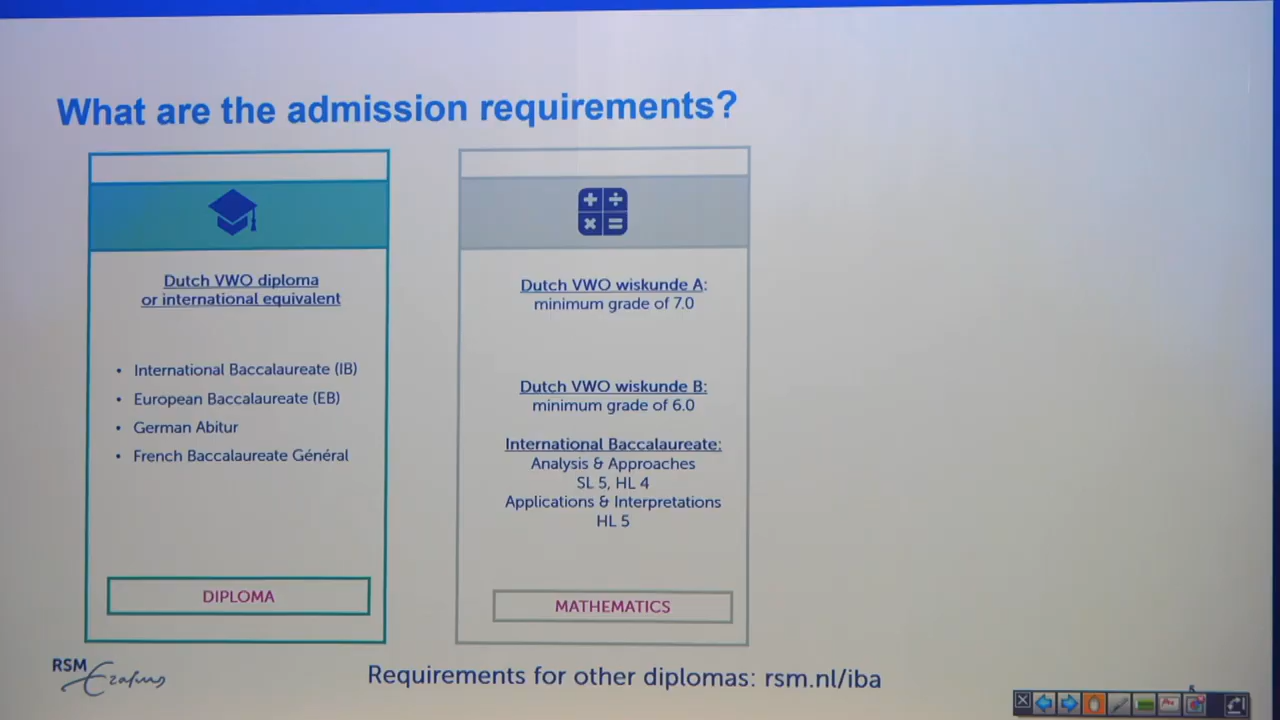 What are the admission requirements?
Dutch VWO diploma
or international equivalent
• International Baccalaureate (IB)
• European Baccalaureate (EB)
• German Abitur
• French Baccalaureate Général
DIPLOMA
Dutch VWO wiskunde A:
minimum grade of 7.0
Dutch VWO wiskunde B:
minimum grade of 6.0
International Baccalaureate:
Analysis & Approaches
SL 5, HL 4
Applications & Interpretations
HL 5
MATHEMATICS
RSM
Erasmus
Requirements for other diplomas: rsm.nl/iba